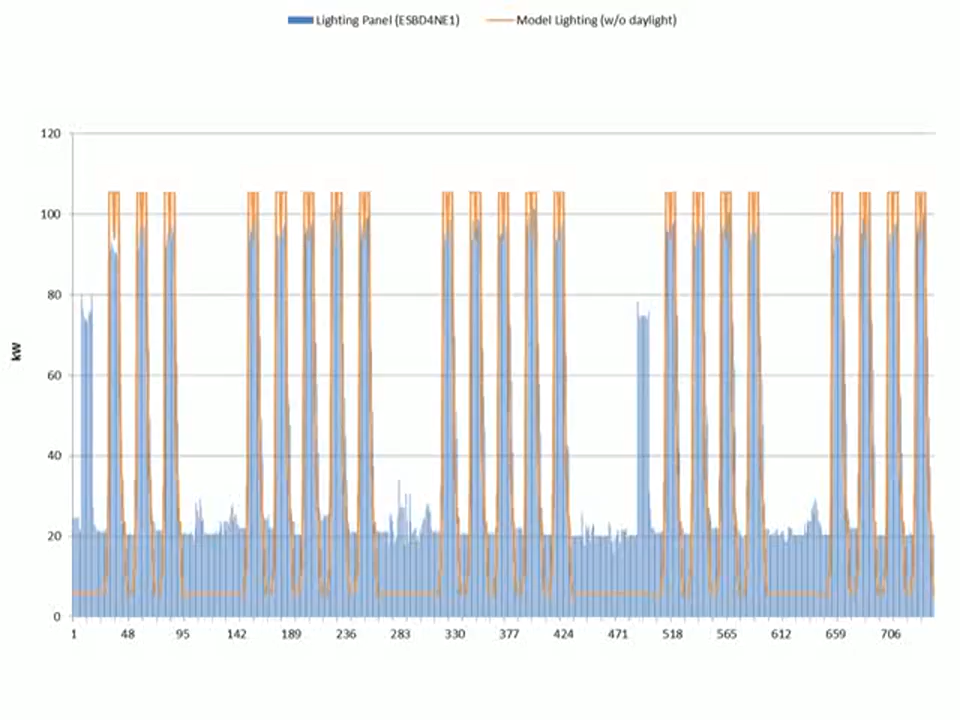 Lighting Panel (ESBD4NE1) Model Lighting (w/o daylight)
120
100
80
60
40
20
0
kW
1 48 95 142 189 236 283 330 377 424 471 518 565 612 659 706